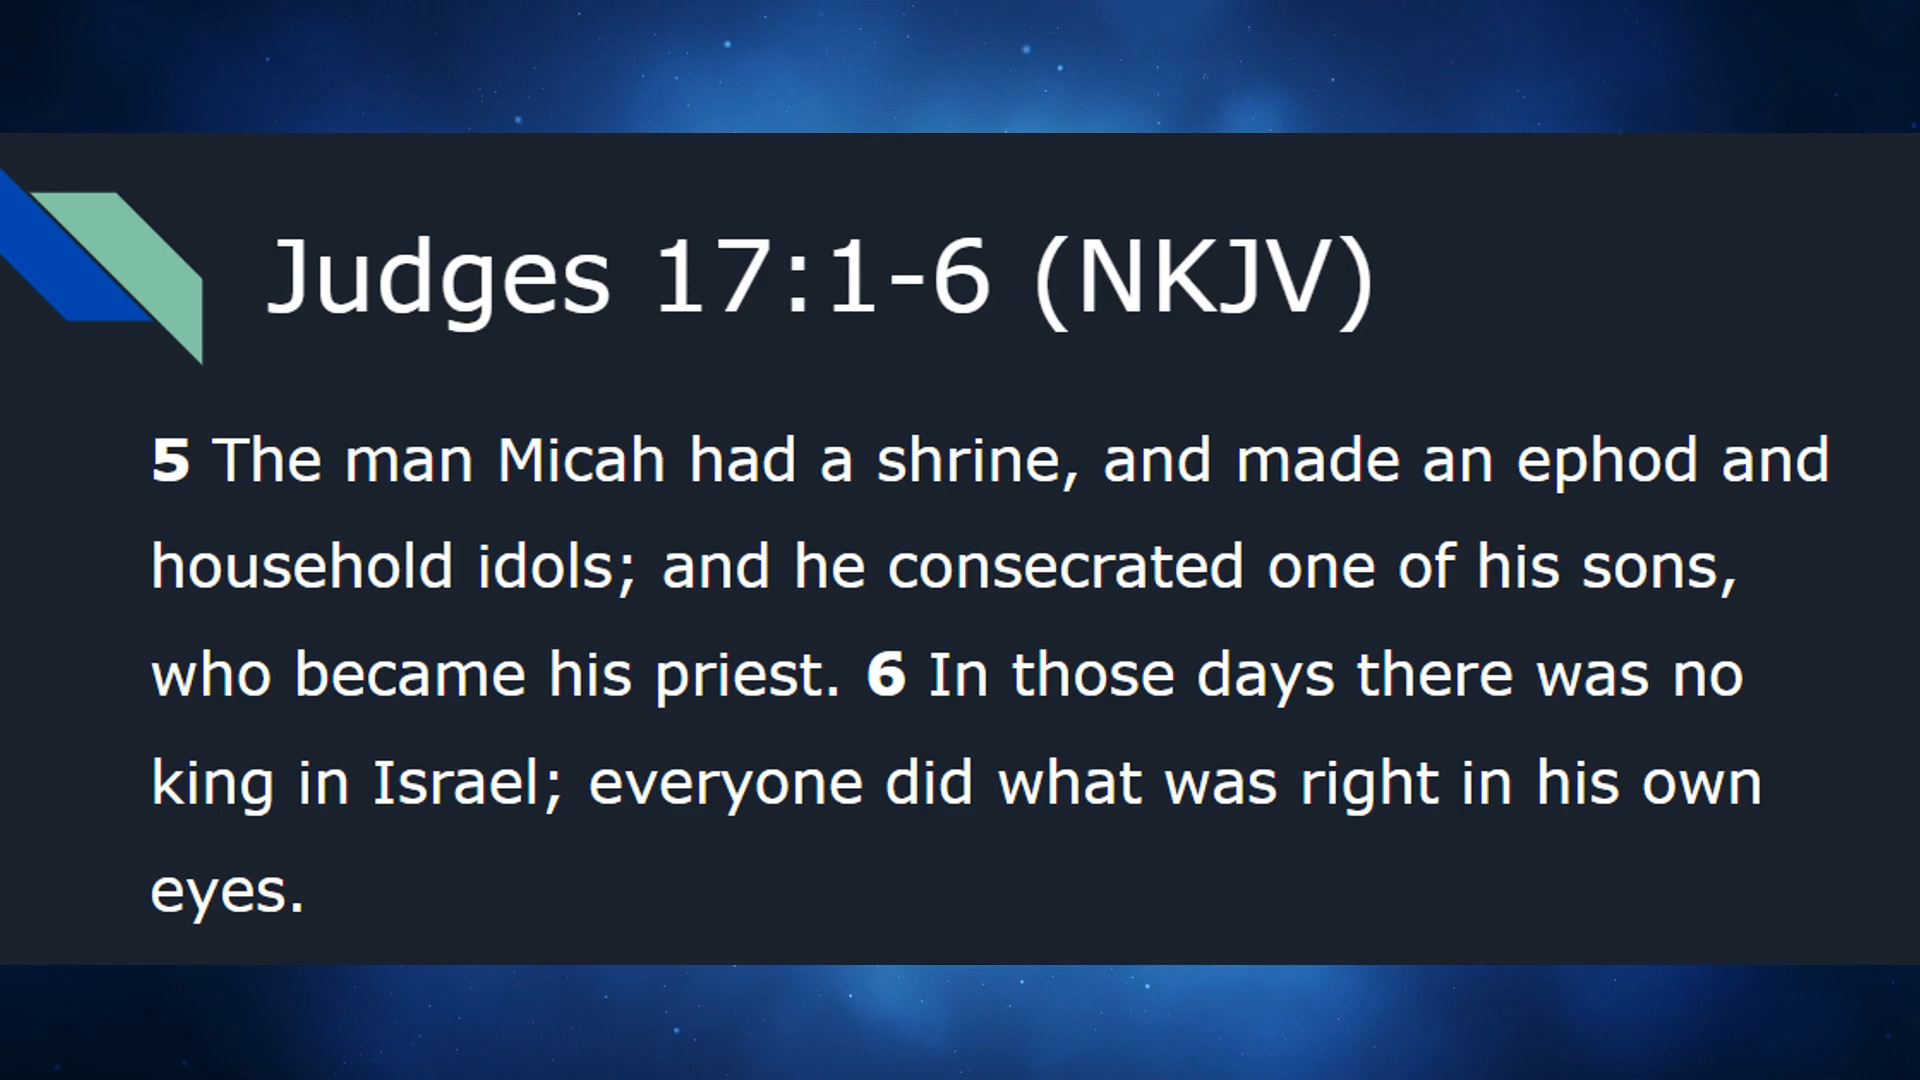 Judges 17:1-6 (NKJV)
5 The man Micah had a shrine, and made an ephod and
household idols; and he consecrated one of his sons,
who became his priest. 6 In those days there was no
king in Israel; everyone did what was right in his own
eyes.